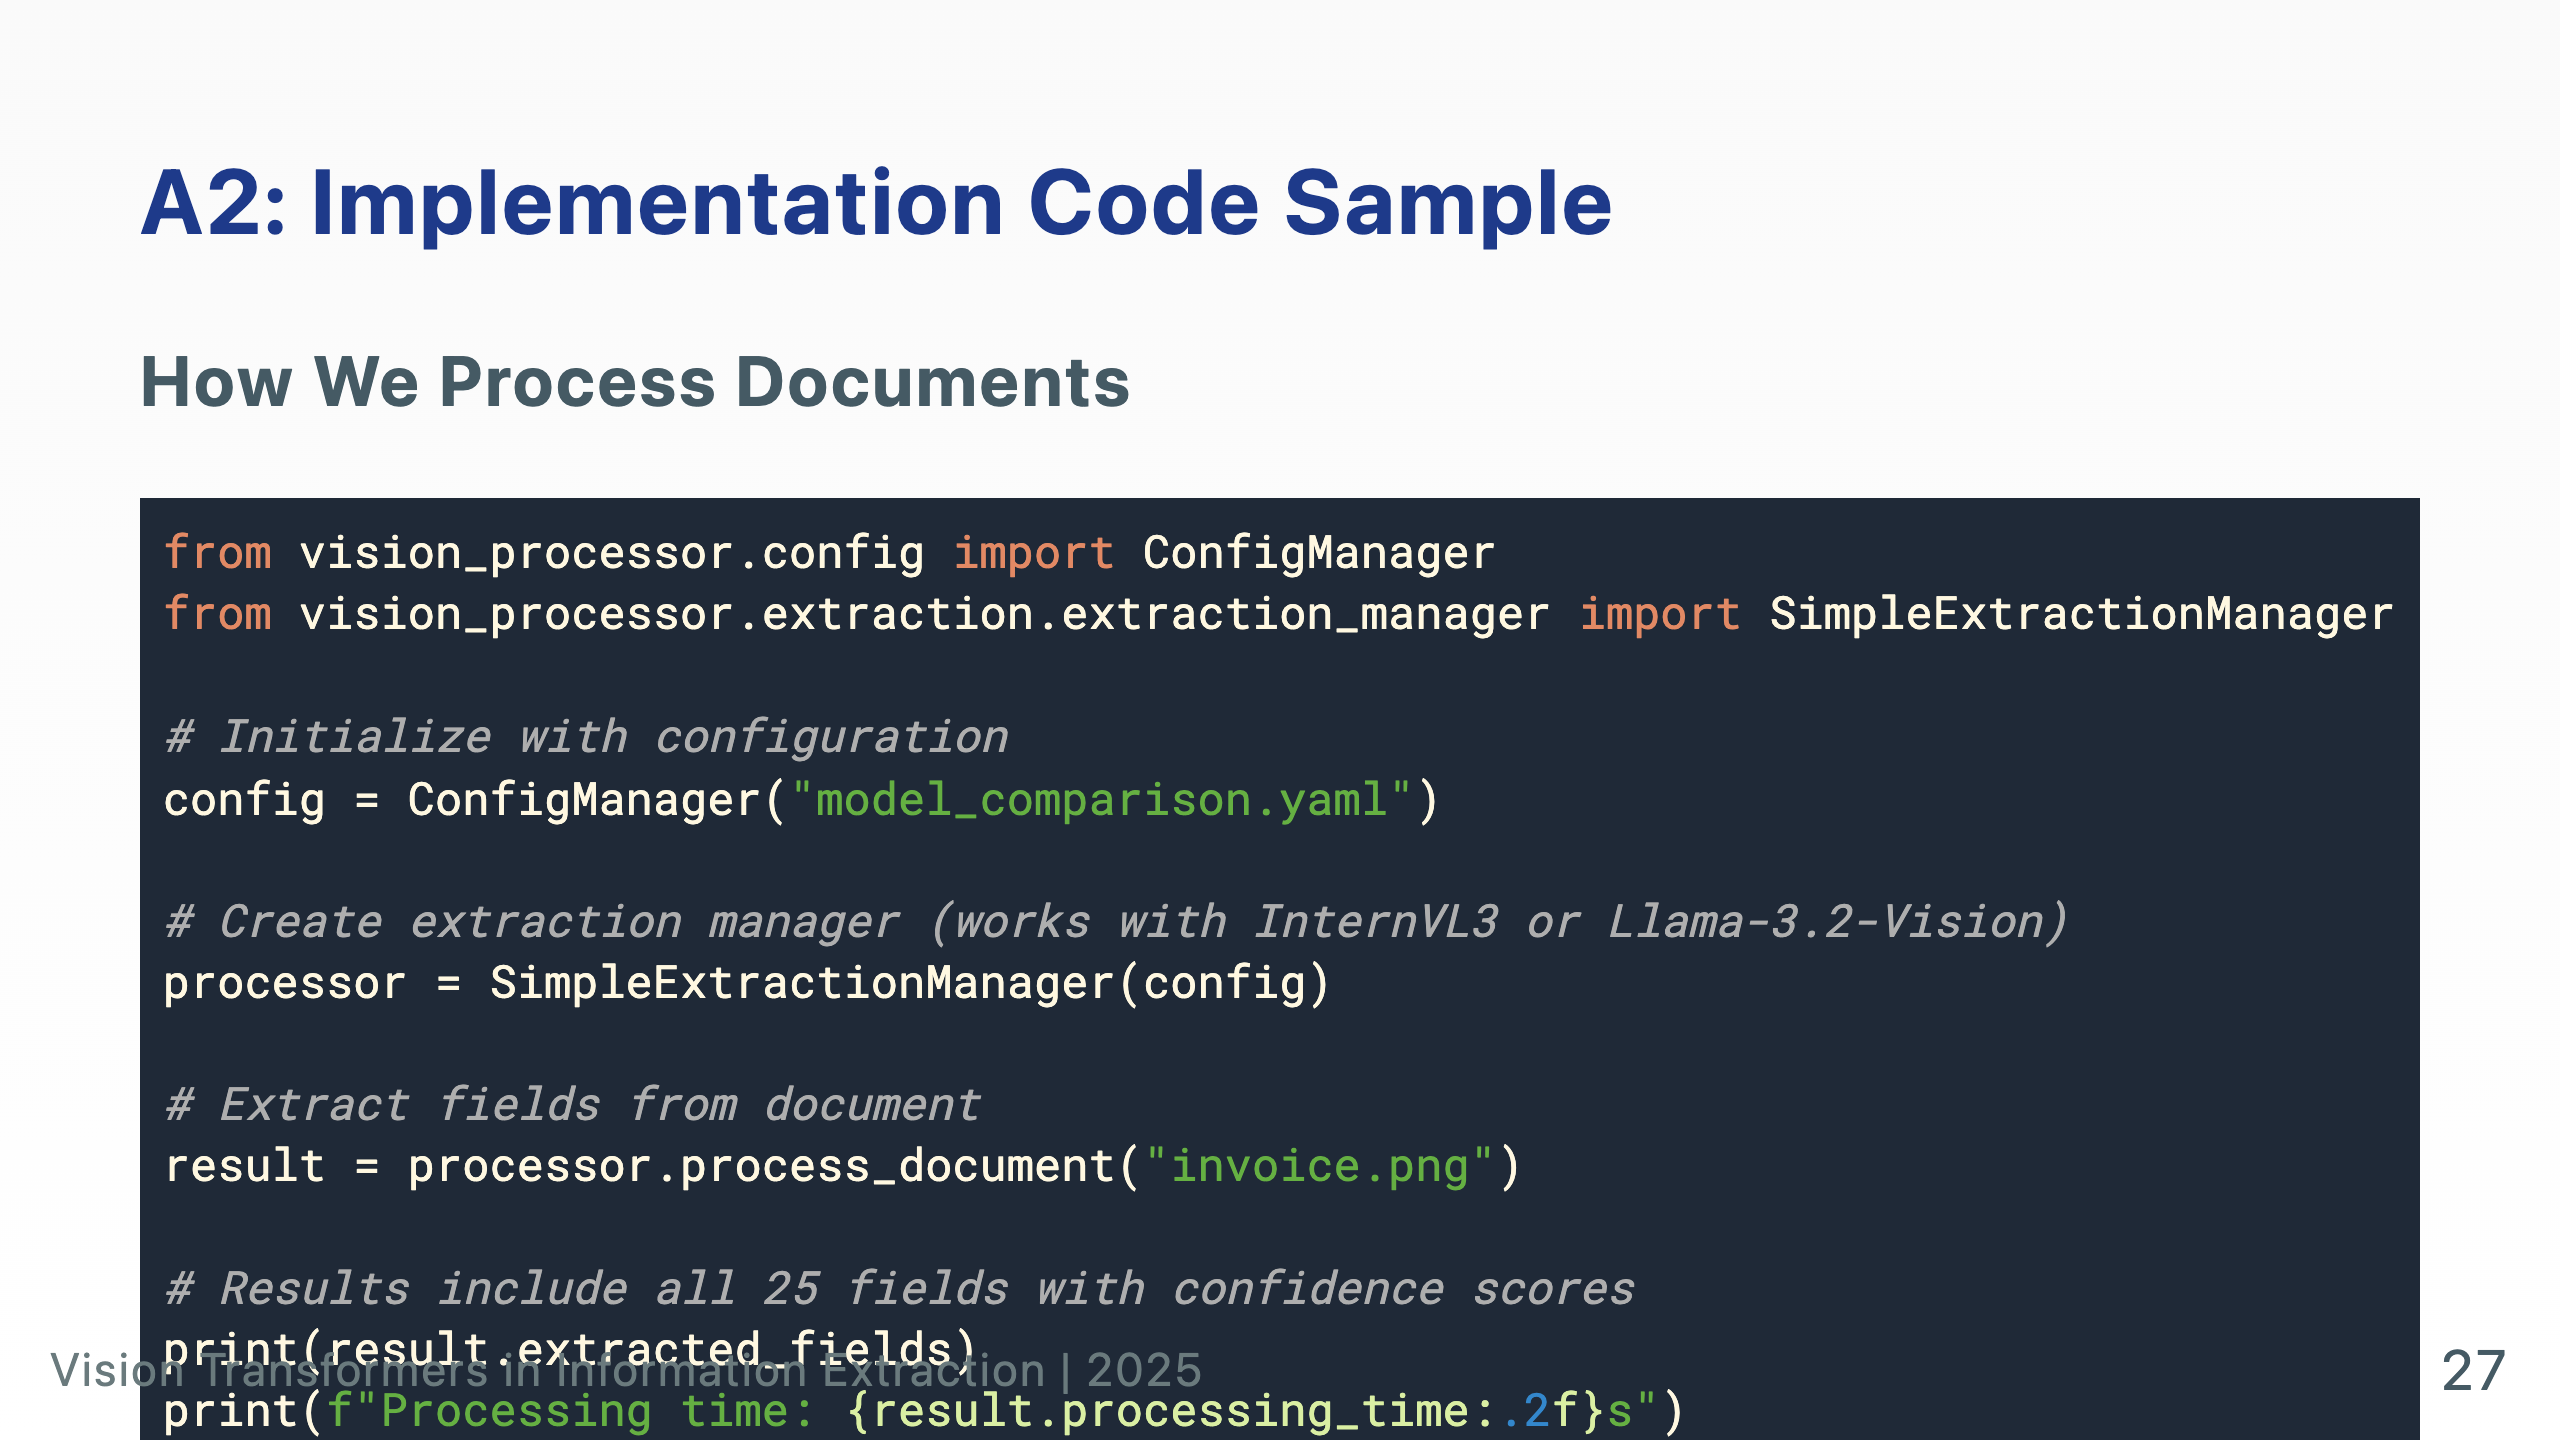 A2: Implementation Code Sample
How We Process Documents
from vision_processor.config import ConfigManager
from vision_processor.extraction.extraction_manager import SimpleExtractionManager
# Initialize with configuration
config = ConfigManager("model_comparison.yaml")
# Create extraction manager (works with InternVL3 or Llama-3.2-Vision)
processor = SimpleExtractionManager(config)
# Extract fields from document
result = processor.process_document("invoice.png")
# Results include all 25 fields with confidence scores
print(result.extracted_fields)
print(f"Processing time: {result.processing_time:.2f}s")
Vision Transformers in Information Extraction | 2025
27